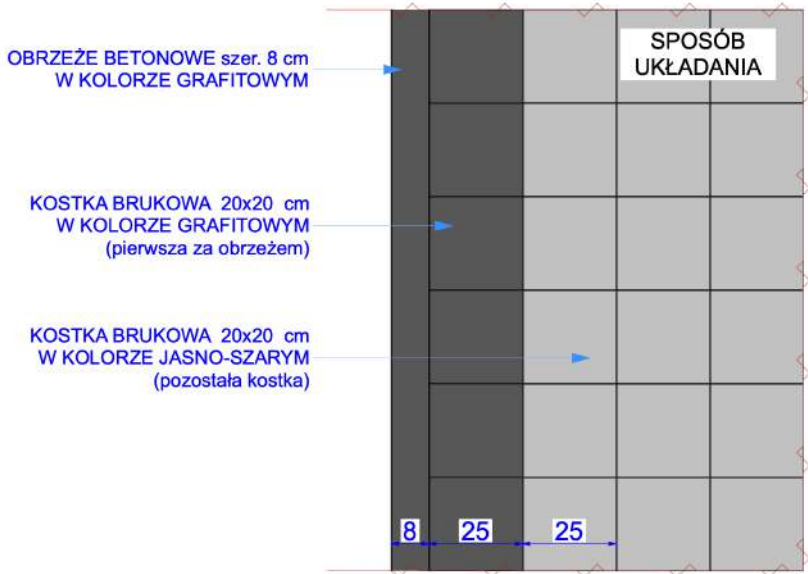 OBRZEŻE BETONOWE szer. 8 cm
W KOLORZE GRAFITOWYM
SPOSÓB
UKŁADANIA
KOSTKA BRUKOWA 20x20 cm
W KOLORZE GRAFITOWYM
(pierwsza za obrzeżem)
KOSTKA BRUKOWA 20x20 cm
W KOLORZE JASNO-SZARYM
(pozostała kostka)
8 25 25